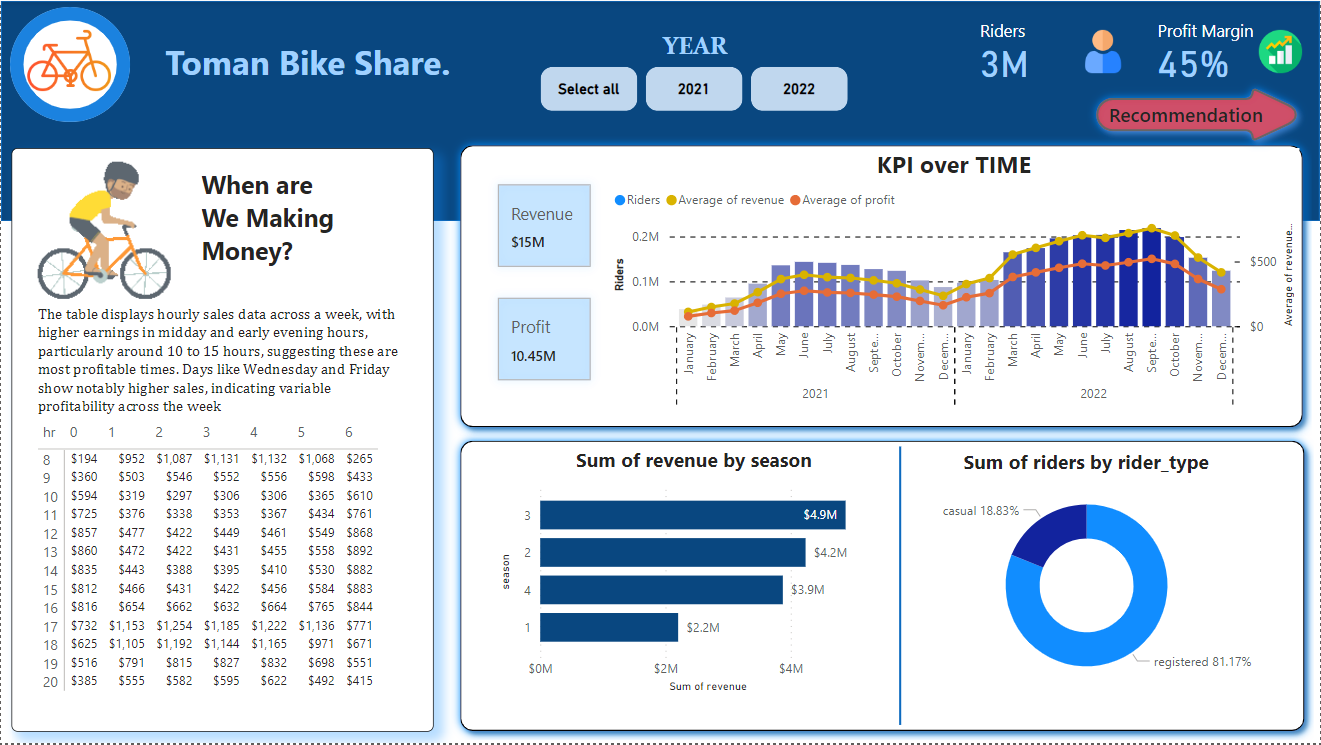 Toman Bike Share.
YEAR
Select all
2021
2022
Riders
3M
Profit Margin
45%
Recommendation
When are
We Making
Money?
The table displays hourly sales data across a week, with
higher earnings in midday and early evening hours,
particularly around 10 to 15 hours, suggesting these are
most profitable times. Days like Wednesday and Friday
show notably higher sales, indicating variable
profitability across the week
hr 0 1 2 3 4 5 6
8 $194 $952 $1,087 $1,131 $1,132 $1,068 $265
9 $360 $503 $546 $552 $556 $598 $433
10 $594 $319 $297 $306 $306 $365 $610
11 $725 $376 $338 $353 $367 $434 $761
12 $857 $477 $422 $449 $461 $549 $868
13 $860 $472 $422 $431 $455 $558 $892
14 $835 $443 $388 $395 $410 $530 $882
15 $812 $466 $431 $422 $456 $584 $883
16 $816 $654 $662 $632 $664 $765 $844
17 $732 $1,153 $1,254 $1,185 $1,222 $1,136 $771
18 $625 $1,105 $1,192 $1,144 $1,165 $971 $671
19 $516 $791 $815 $827 $832 $698 $551
20 $385 $555 $582 $595 $622 $492 $415
KPI over TIME
Revenue
$15M
Profit
10.45M
Riders Average of revenue Average of profit
Riders
0.2M
0.1M
0.0M
$500
$0
Average of revenue...
January
February
March
April
May
June
July
August
Septe...
October
Novem...
Decem...
January
February
March
April
May
June
July
August
Septe...
October
Novem...
Decem...
2021
2022
Sum of revenue by season
season
3 $4.9M
2 $4.2M
4 $3.9M
1 $2.2M
$0M $2M $4M
Sum of revenue
Sum of riders by rider_type
casual 18.83%
registered 81.17%